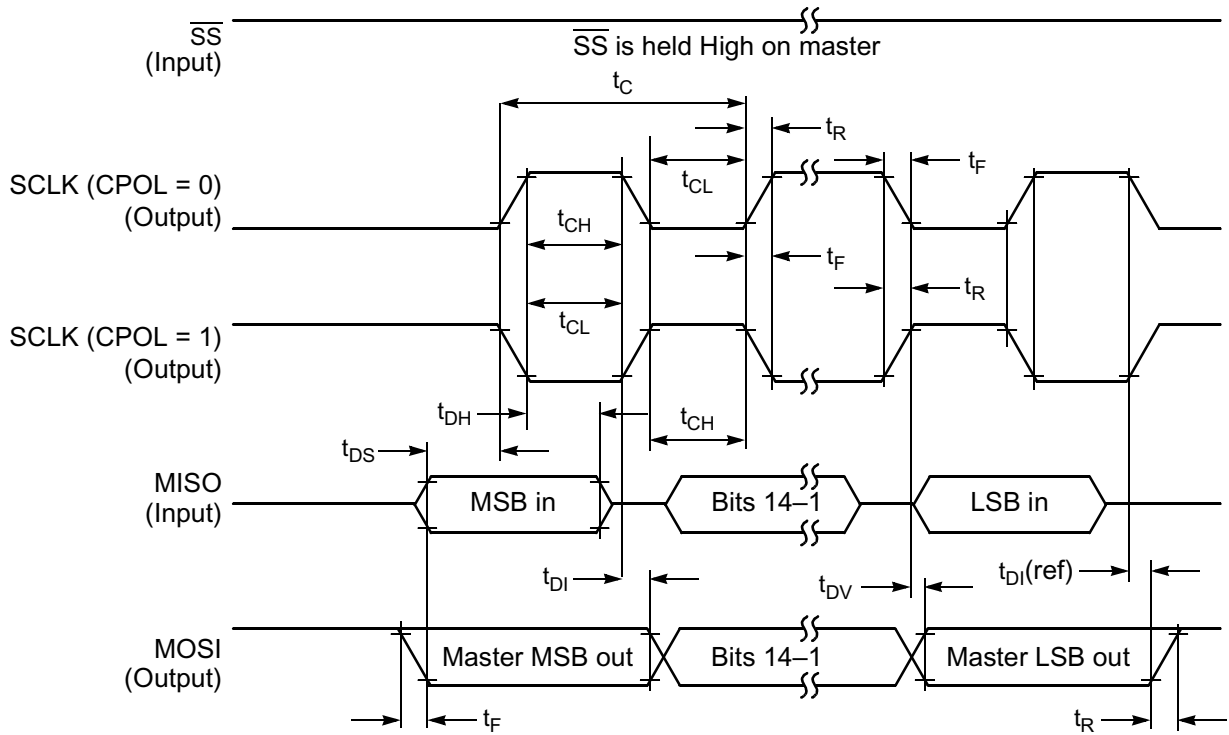 SS
(Input)
SS is held High on master
tC
tR
tF
tCL
SCLK (CPOL = 0)
(Output)
tCH
tF
tR
tCL
SCLK (CPOL = 1)
(Output)
tDH
tCH
tDS
MISO
(Input)
MSB in
Bits 14–1
LSB in
tDI
tDV
tDI(ref)
MOSI
(Output)
Master MSB out
Bits 14–1
Master LSB out
tF
tR